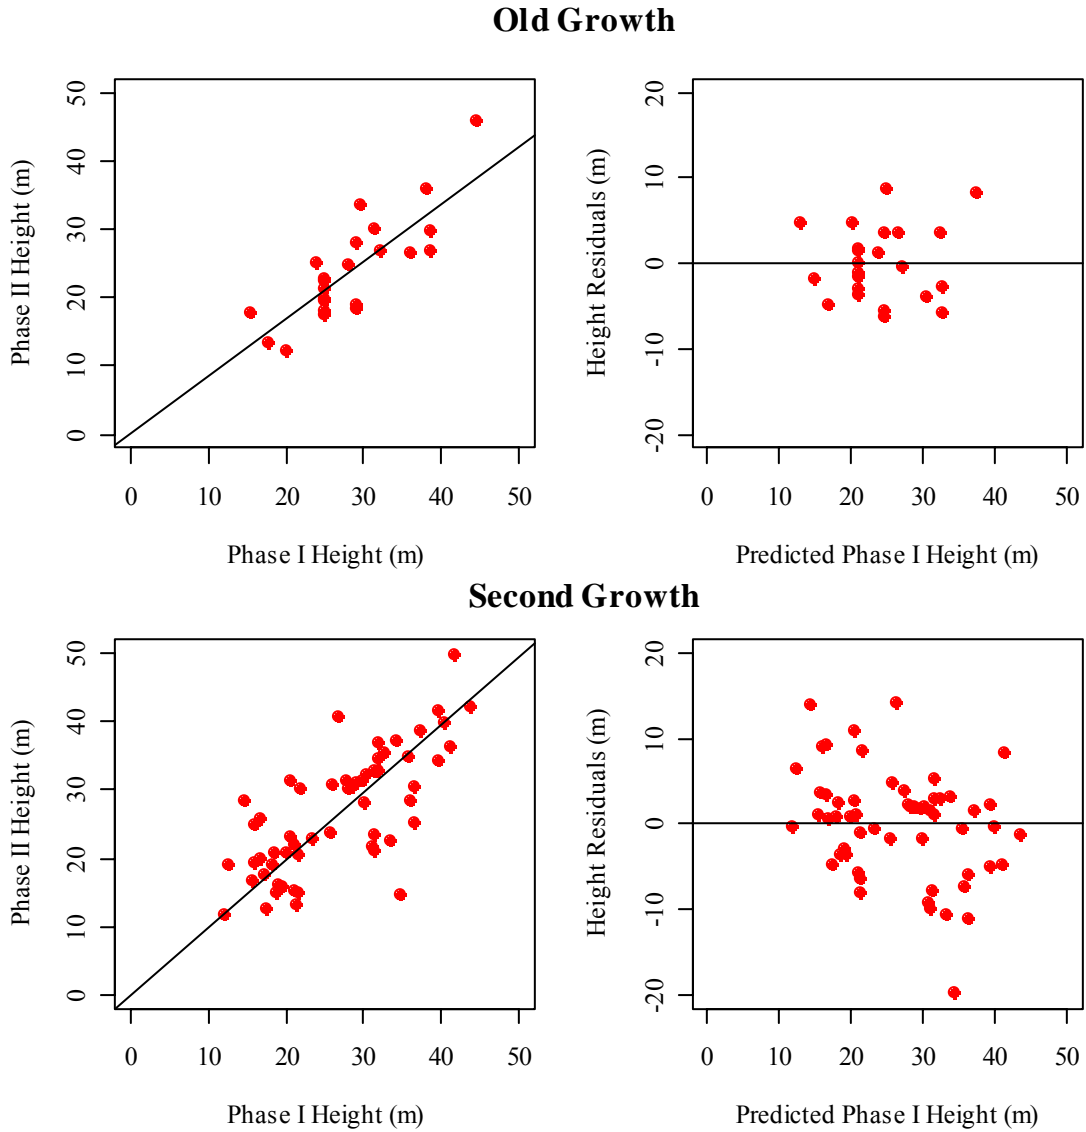 Old Growth
Phase II Height (m)
50
40
30
20
10
0
0 10 20 30 40 50
Phase I Height (m)
Height Residuals (m)
20
10
0
-10
-20
0 10 20 30 40 50
Predicted Phase I Height (m)
Second Growth
Phase II Height (m)
50
40
30
20
10
0
0 10 20 30 40 50
Phase I Height (m)
Height Residuals (m)
20
10
0
-10
-20
0 10 20 30 40 50
Predicted Phase I Height (m)